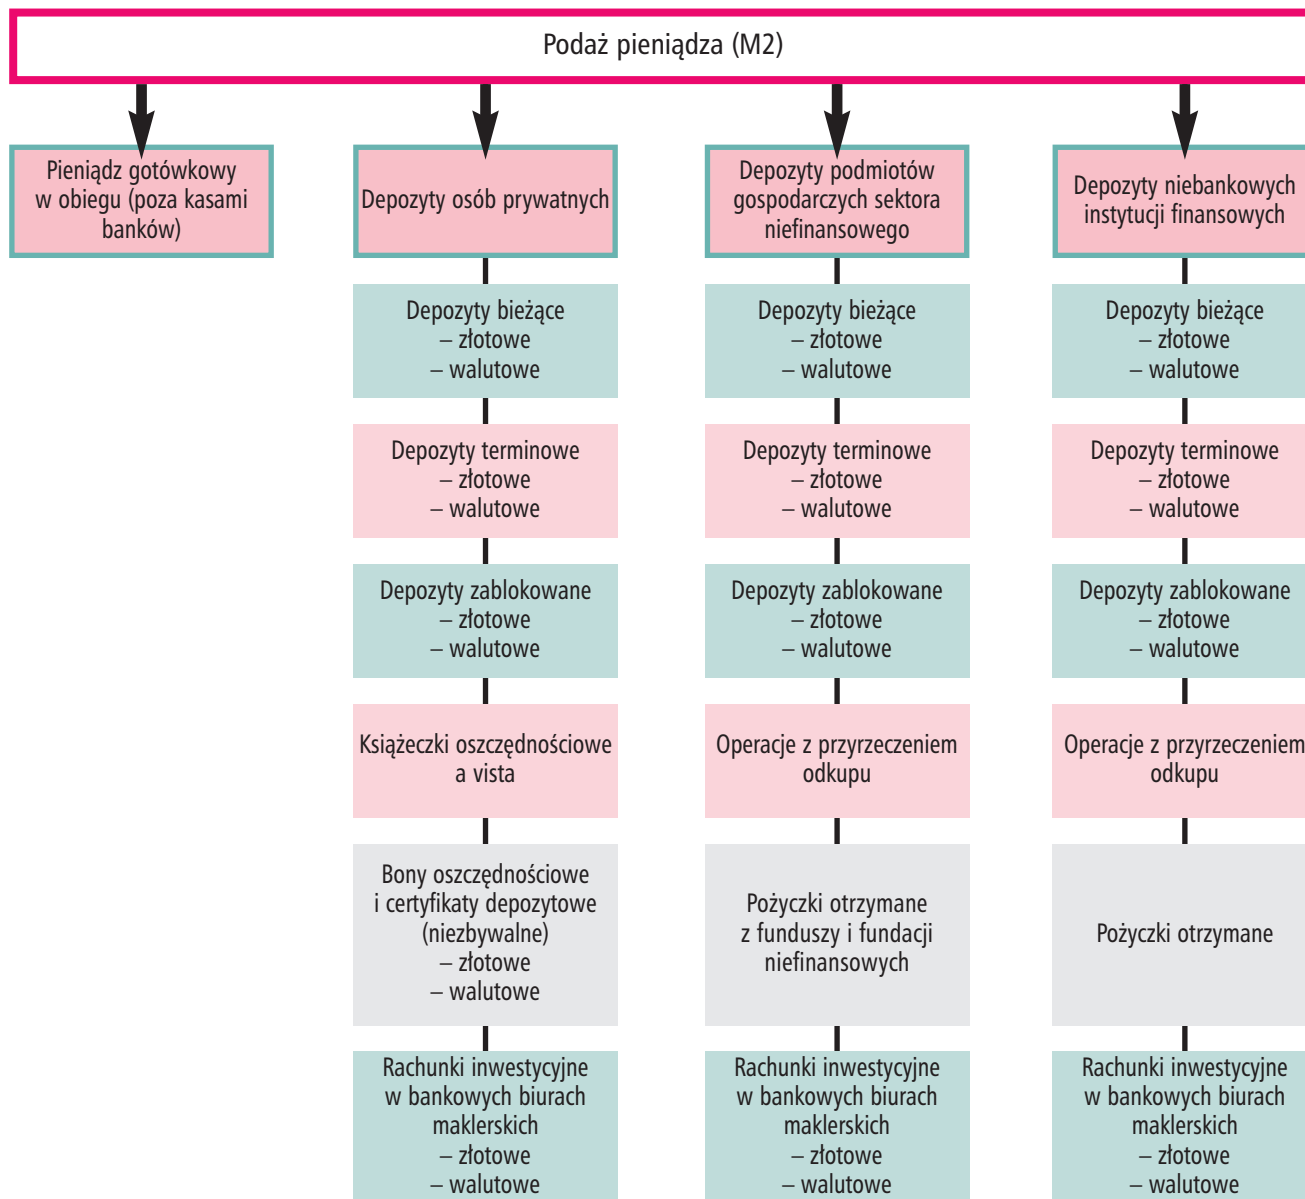 Podaż pieniądza (M2)
Pieniądz gotówkowy
w obiegu (poza kasami
banków)
Depozyty osób prywatnych
Depozyty podmiotów
gospodarczych sektora
niefinansowego
Depozyty niebankowych
instytucji finansowych
Depozyty bieżące
– złotowe
– walutowe
Depozyty bieżące
– złotowe
– walutowe
Depozyty bieżące
– złotowe
– walutowe
Depozyty terminowe
– złotowe
– walutowe
Depozyty terminowe
– złotowe
– walutowe
Depozyty terminowe
– złotowe
– walutowe
Depozyty zablokowane
– złotowe
– walutowe
Depozyty zablokowane
– złotowe
– walutowe
Depozyty zablokowane
– złotowe
– walutowe
Książeczki oszczędnościowe
a vista
Operacje z przyrzeczeniem
odkupu
Operacje z przyrzeczeniem
odkupu
Bony oszczędnościowe
i certyfikaty depozytowe
(niezbywalne)
– złotowe
– walutowe
Pożyczki otrzymane
z funduszy i fundacji
niefinansowych
Pożyczki otrzymane
Rachunki inwestycyjne
w bankowych biurach
maklerskich
– złotowe
– walutowe
Rachunki inwestycyjne
w bankowych biurach
maklerskich
– złotowe
– walutowe
Rachunki inwestycyjne
w bankowych biurach
maklerskich
– złotowe
– walutowe